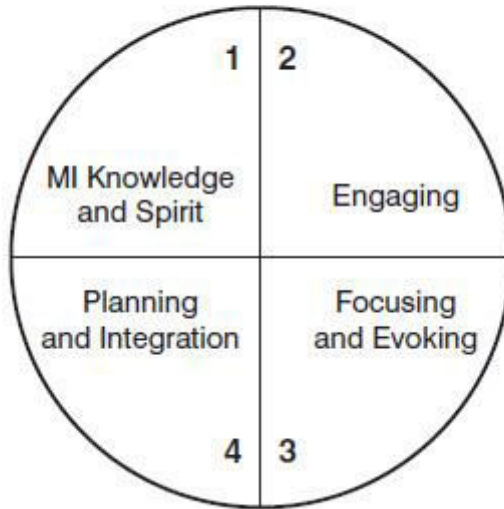 1 2
MI Knowledge
and Spirit
Engaging
Planning
and Integration
Focusing
and Evoking
4 3